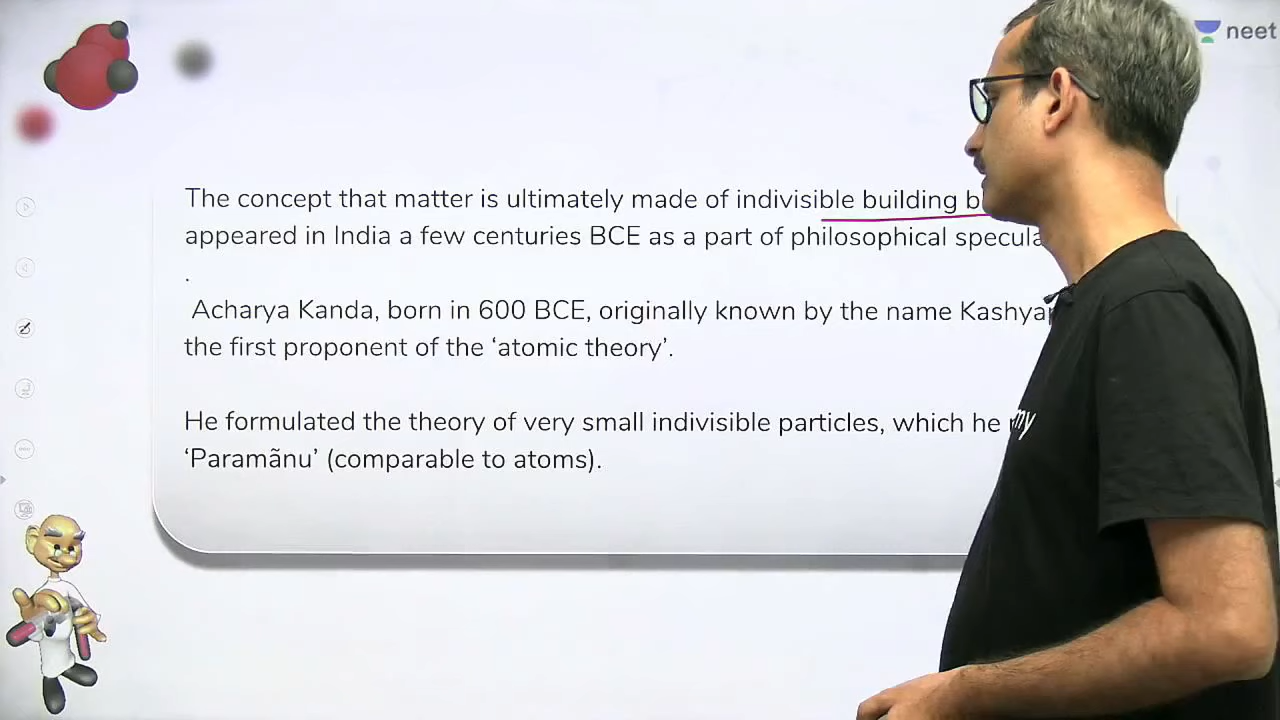 neet
The concept that matter is ultimately made of indivisible building
appeared in India a few centuries BCE as a part of philosophical
.
Acharya Kanda, born in 600 BCE, originally known by the name
the first proponent of the ‘atomic theory’.
He formulated the theory of very small indivisible particles, which he
my
‘Paramãnu’ (comparable to atoms).